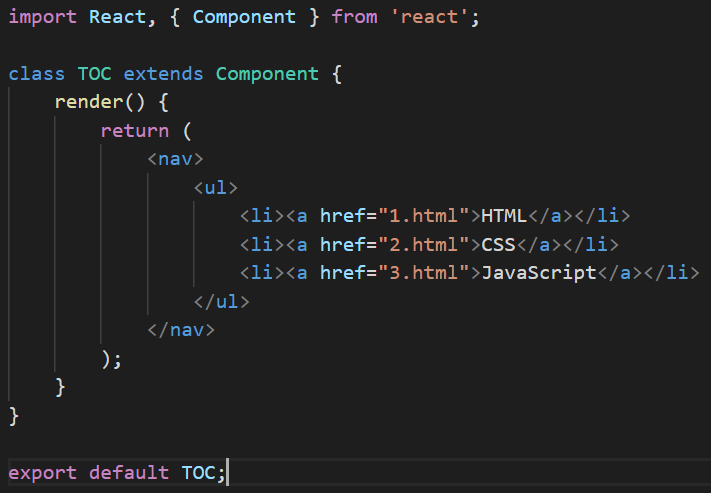 import React, { Component } from 'react';
class TOC extends Component {
render() {
return (
<nav>
<ul>
<li><a href="1.html">HTML</a></li>
<li><a href="2.html">CSS</a></li>
<li><a href="3.html">JavaScript</a></li>
</ul>
</nav>
);
}
}
export default TOC;